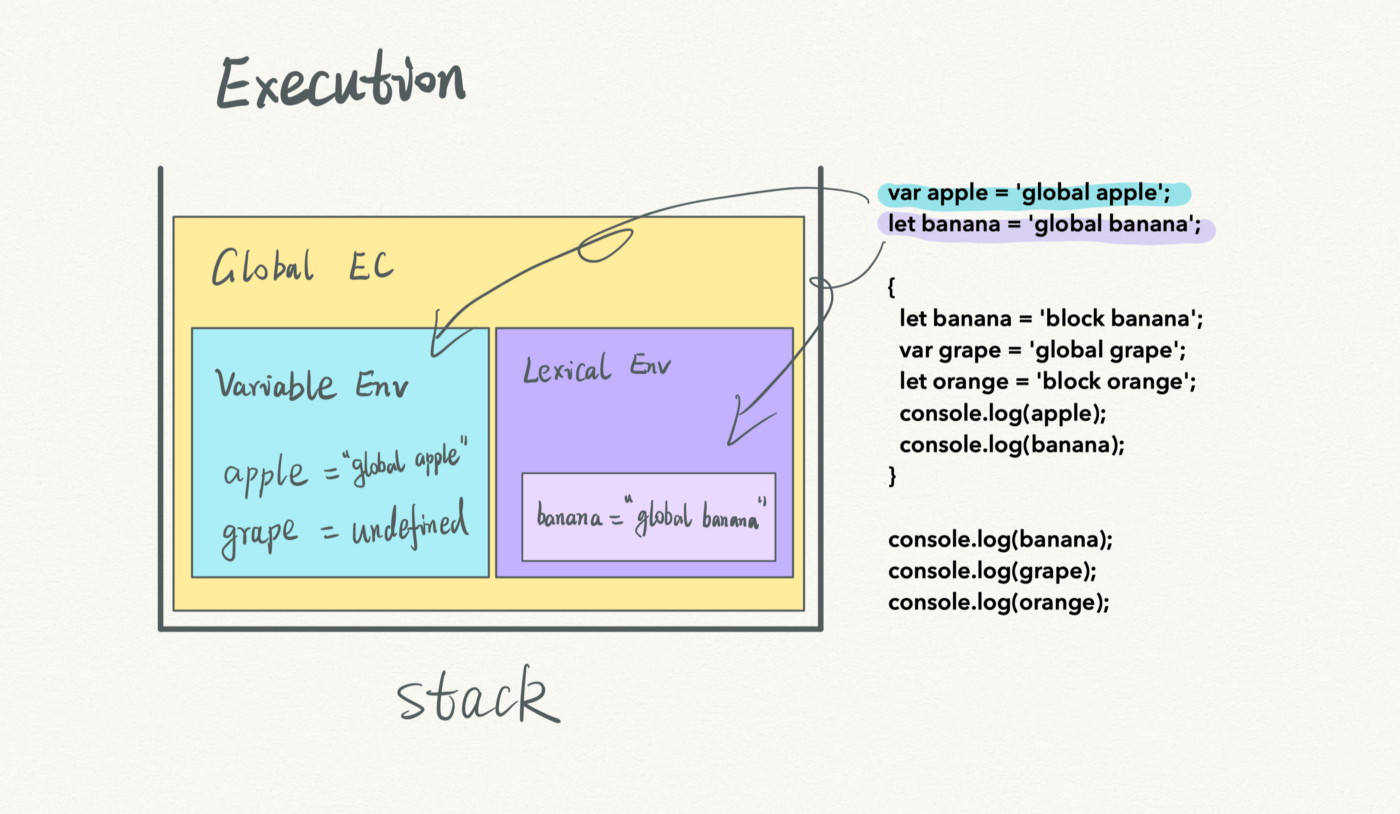 Execution
Global EC
Variable Env
apple = "global apple"
grape = undefined
Lexical Env
banana = "global banana"
stack
var apple = 'global apple';
let banana = 'global banana';
{
let banana = 'block banana';
var grape = 'global grape';
let orange = 'block orange';
console.log(apple);
console.log(banana);
}
console.log(banana);
console.log(grape);
console.log(orange);